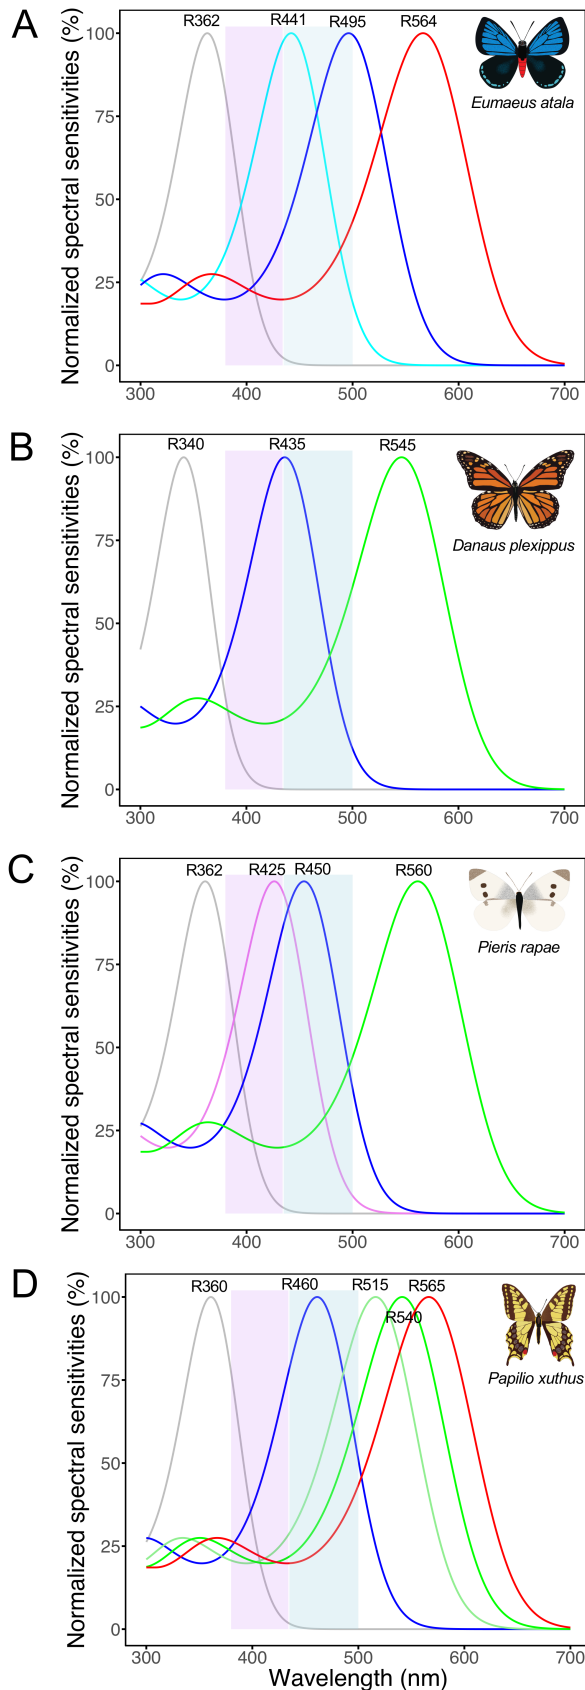 A
R362 R441 R495 R564
Normalized spectral sensitivities (%)
100
75
50
25
0
Eumaeus atala
300 400 500 600 700
B
R340 R435 R545
Normalized spectral sensitivities (%)
100
75
50
25
0
Danaus plexippus
300 400 500 600 700
C
R362 R425 R450 R560
Normalized spectral sensitivities (%)
100
75
50
25
0
Pieris rapae
300 400 500 600 700
D
R360 R460 R515 R565
R540
Normalized spectral sensitivities (%)
100
75
50
25
0
Papilio xuthus
300 400 500 600 700
Wavelength (nm)